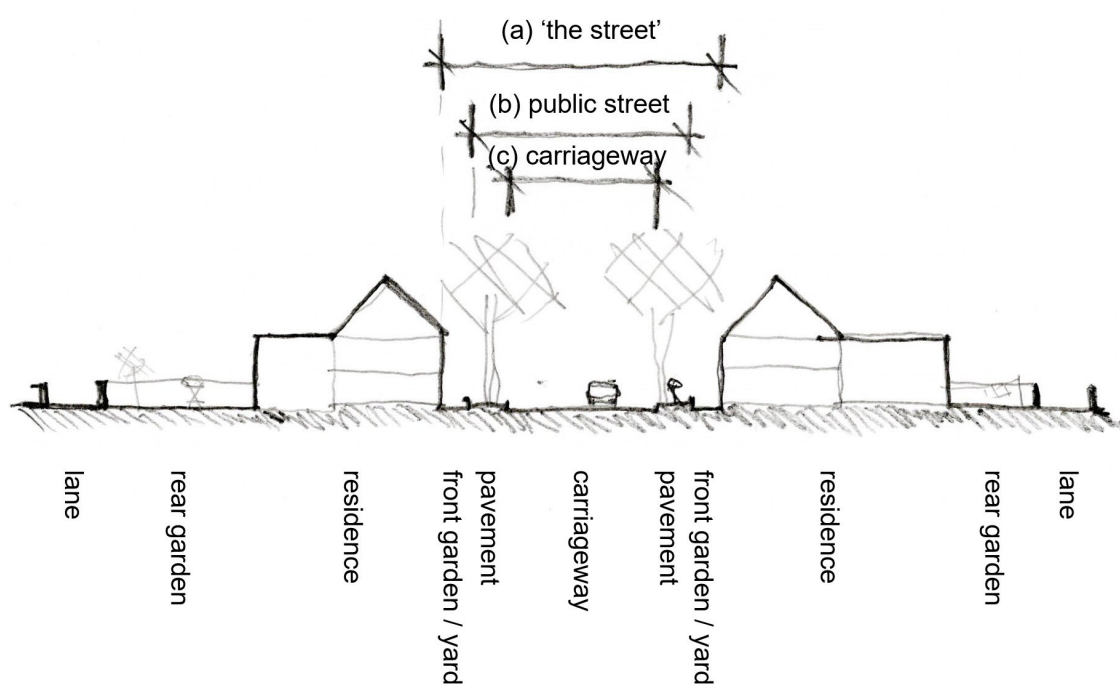 (a) ‘the street’
(b) public street
(c) carriageway
lane
rear garden
residence
front garden / yard
pavement
carriageway
pavement
front garden / yard
residence
rear garden
lane